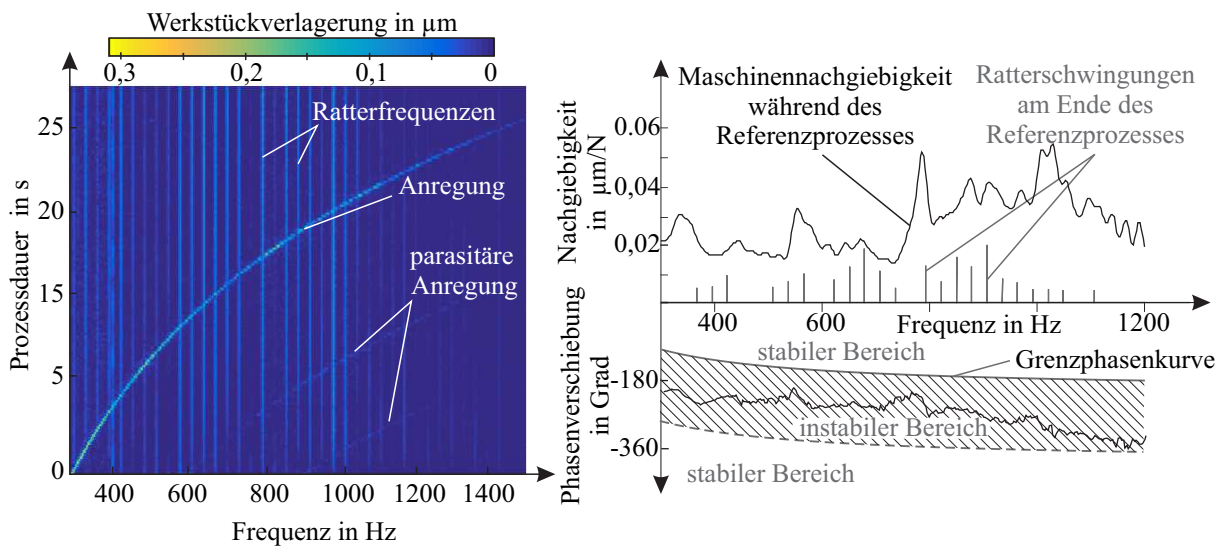 Werkstückverlagerung in µm
0,3
0,2
0,1
0
Prozessdauer in s
25
20
15
10
5
0
Ratterfrequenzen
Anregung
parasitäre
Anregung
400
600
800
1000
1200
1400
Frequenz in Hz
Nachgiebigkeit
in µm/N
0.06
0,04
0,02
Maschinennachgiebigkeit
während des
Referenzprozesses
Ratterschwingungen
am Ende des
Referenzprozesses
400
600
Frequenz in Hz
1200
Phasenverschiebung
in Grad
-180
-360
stabiler Bereich
Grenzphasenkurve
instabiler Bereich
stabiler Bereich